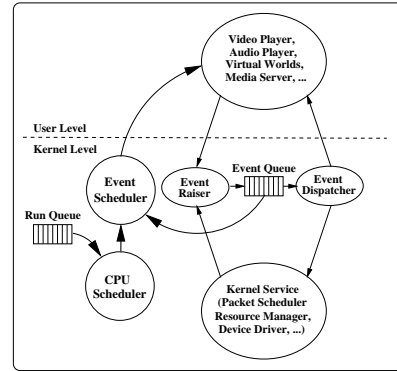 Video Player,
Audio Player,
Virtual Worlds,
Media Server, ...
User Level
Kernel Level
Event
Scheduler
Event
Raiser
Event Queue
Event
Dispatcher
Run Queue
CPU
Scheduler
Kernel Service
(Packet Scheduler
Resource Manager,
Device Driver, ...)